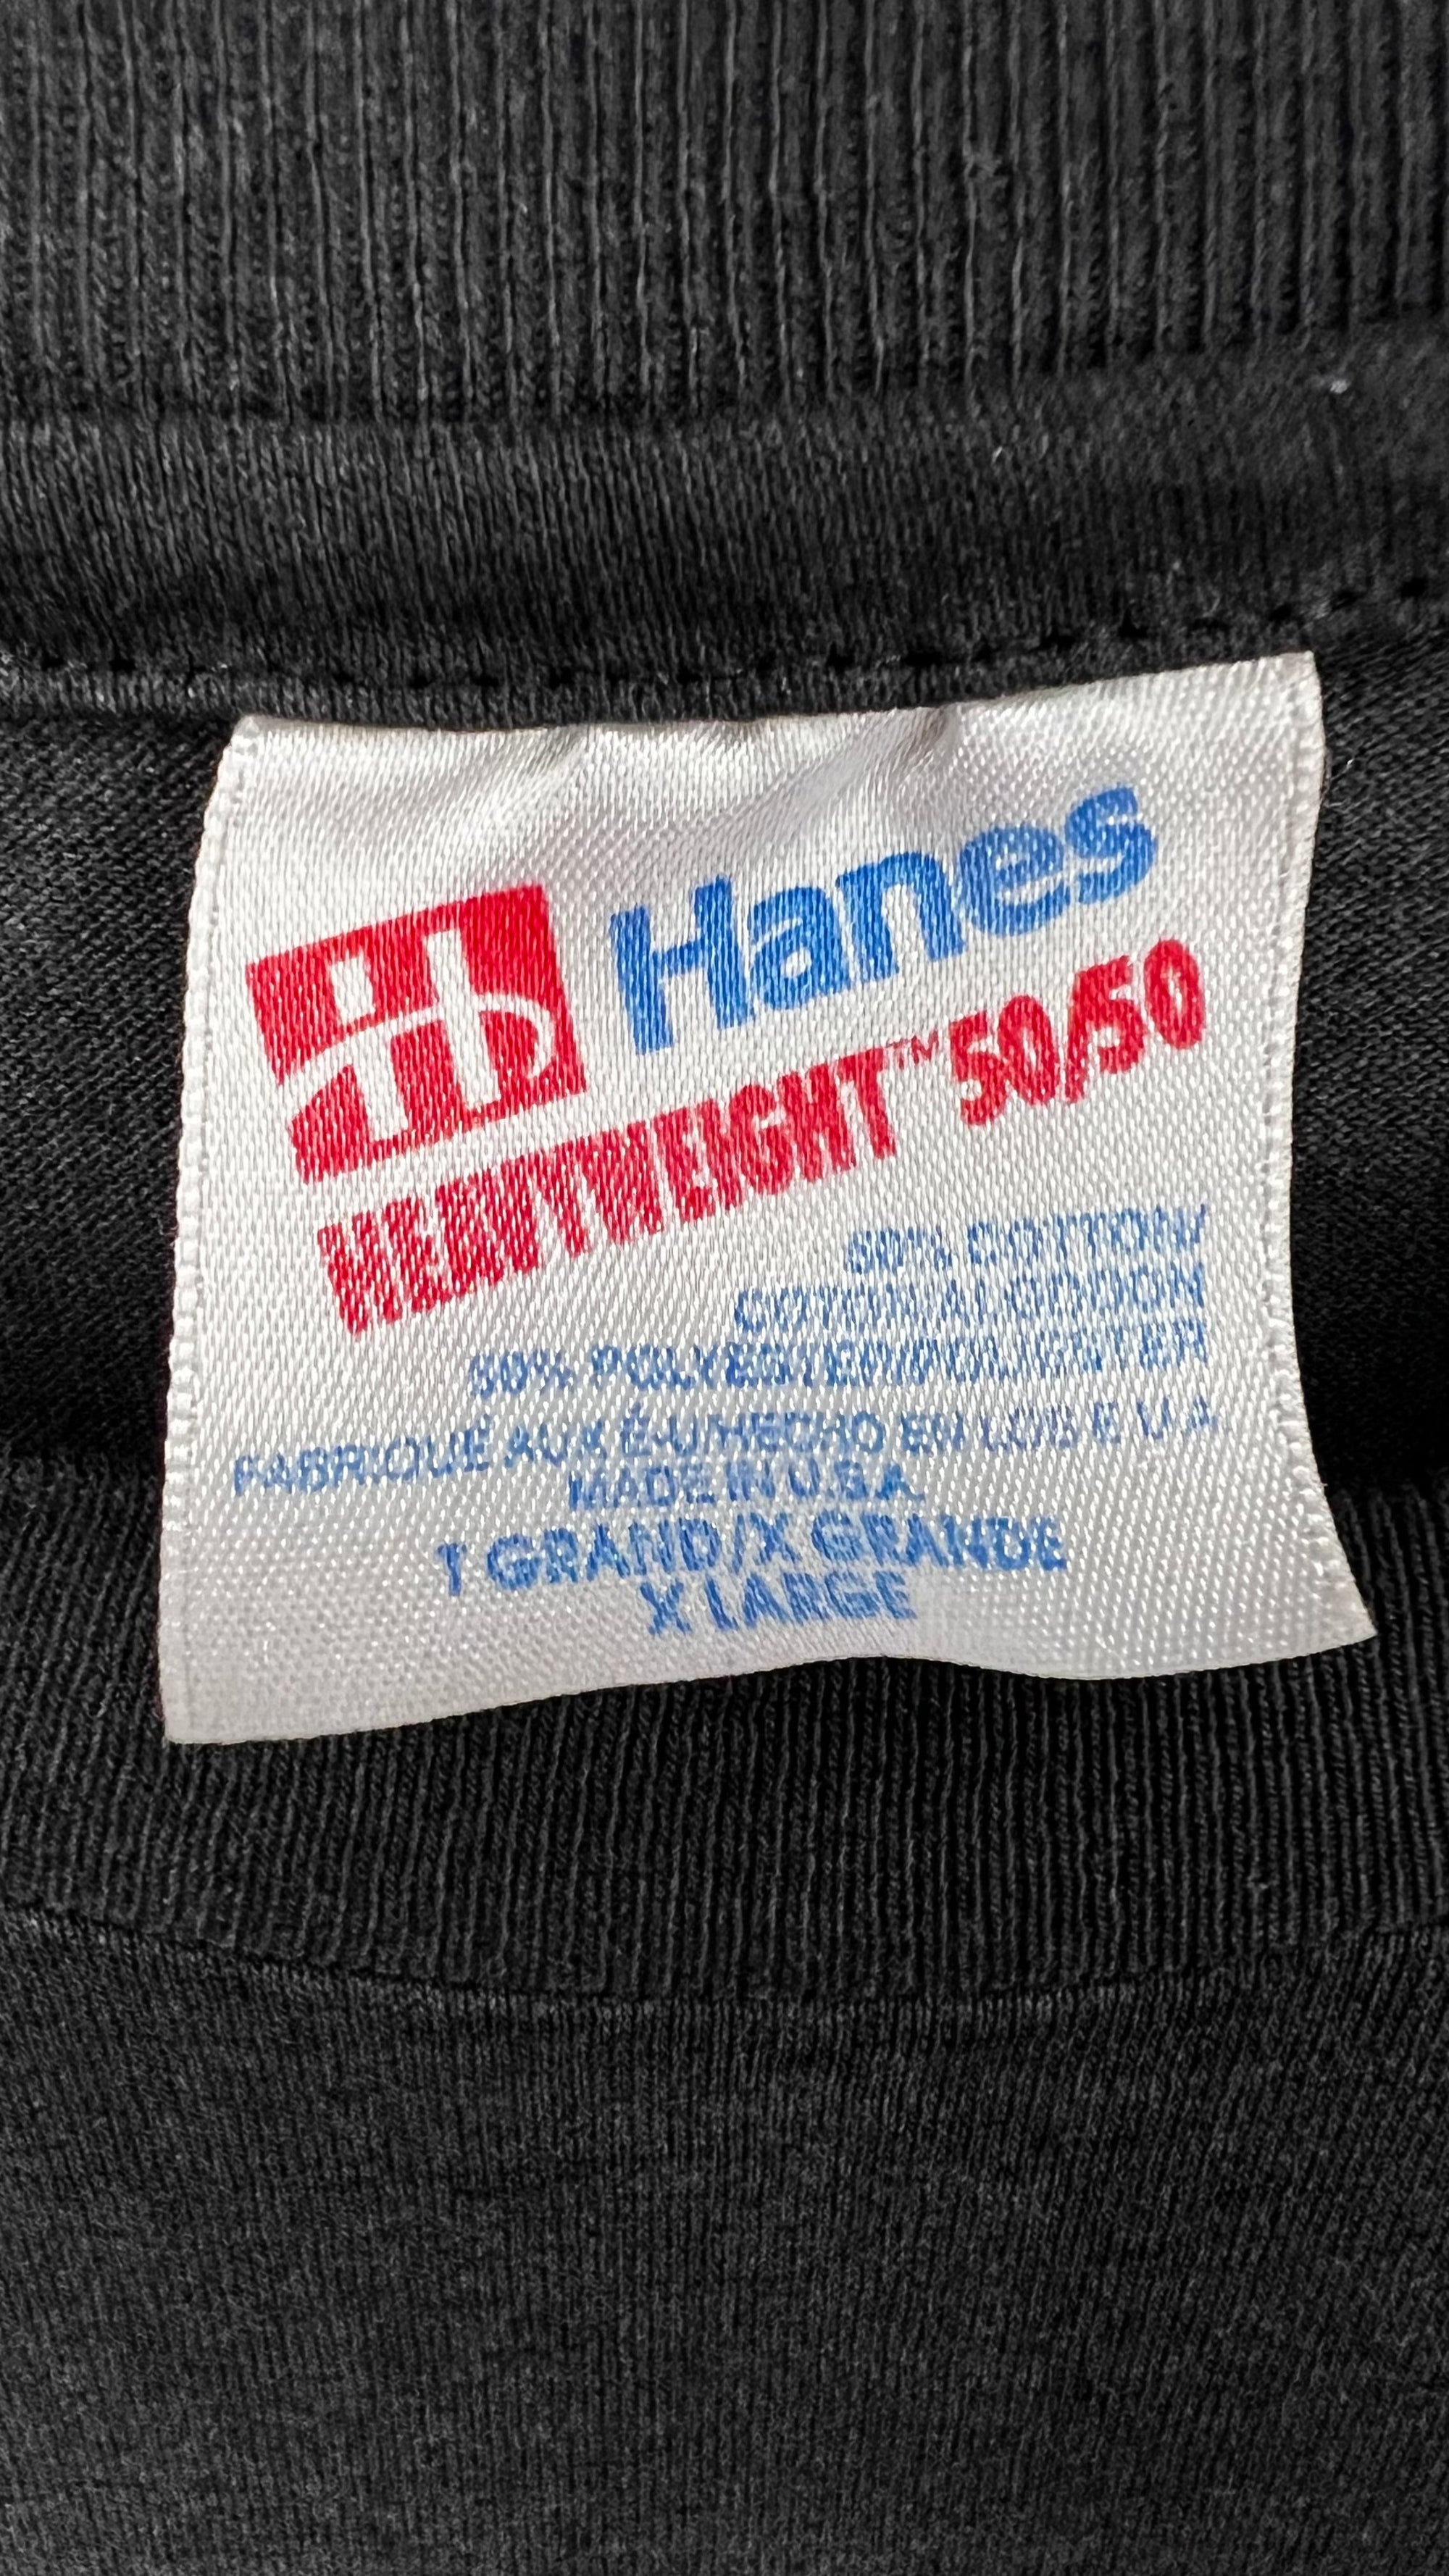 Hanes
HEAVYWEIGHT™ 50/50
50% COTTON/
COTON/ALGODON
50% POLYESTER/POLIESTER
FABRIQUÉ AUX É-U/HECHO EN LOS E U A
MADE IN U.S.A.
T GRAND/X GRANDE
X LARGE